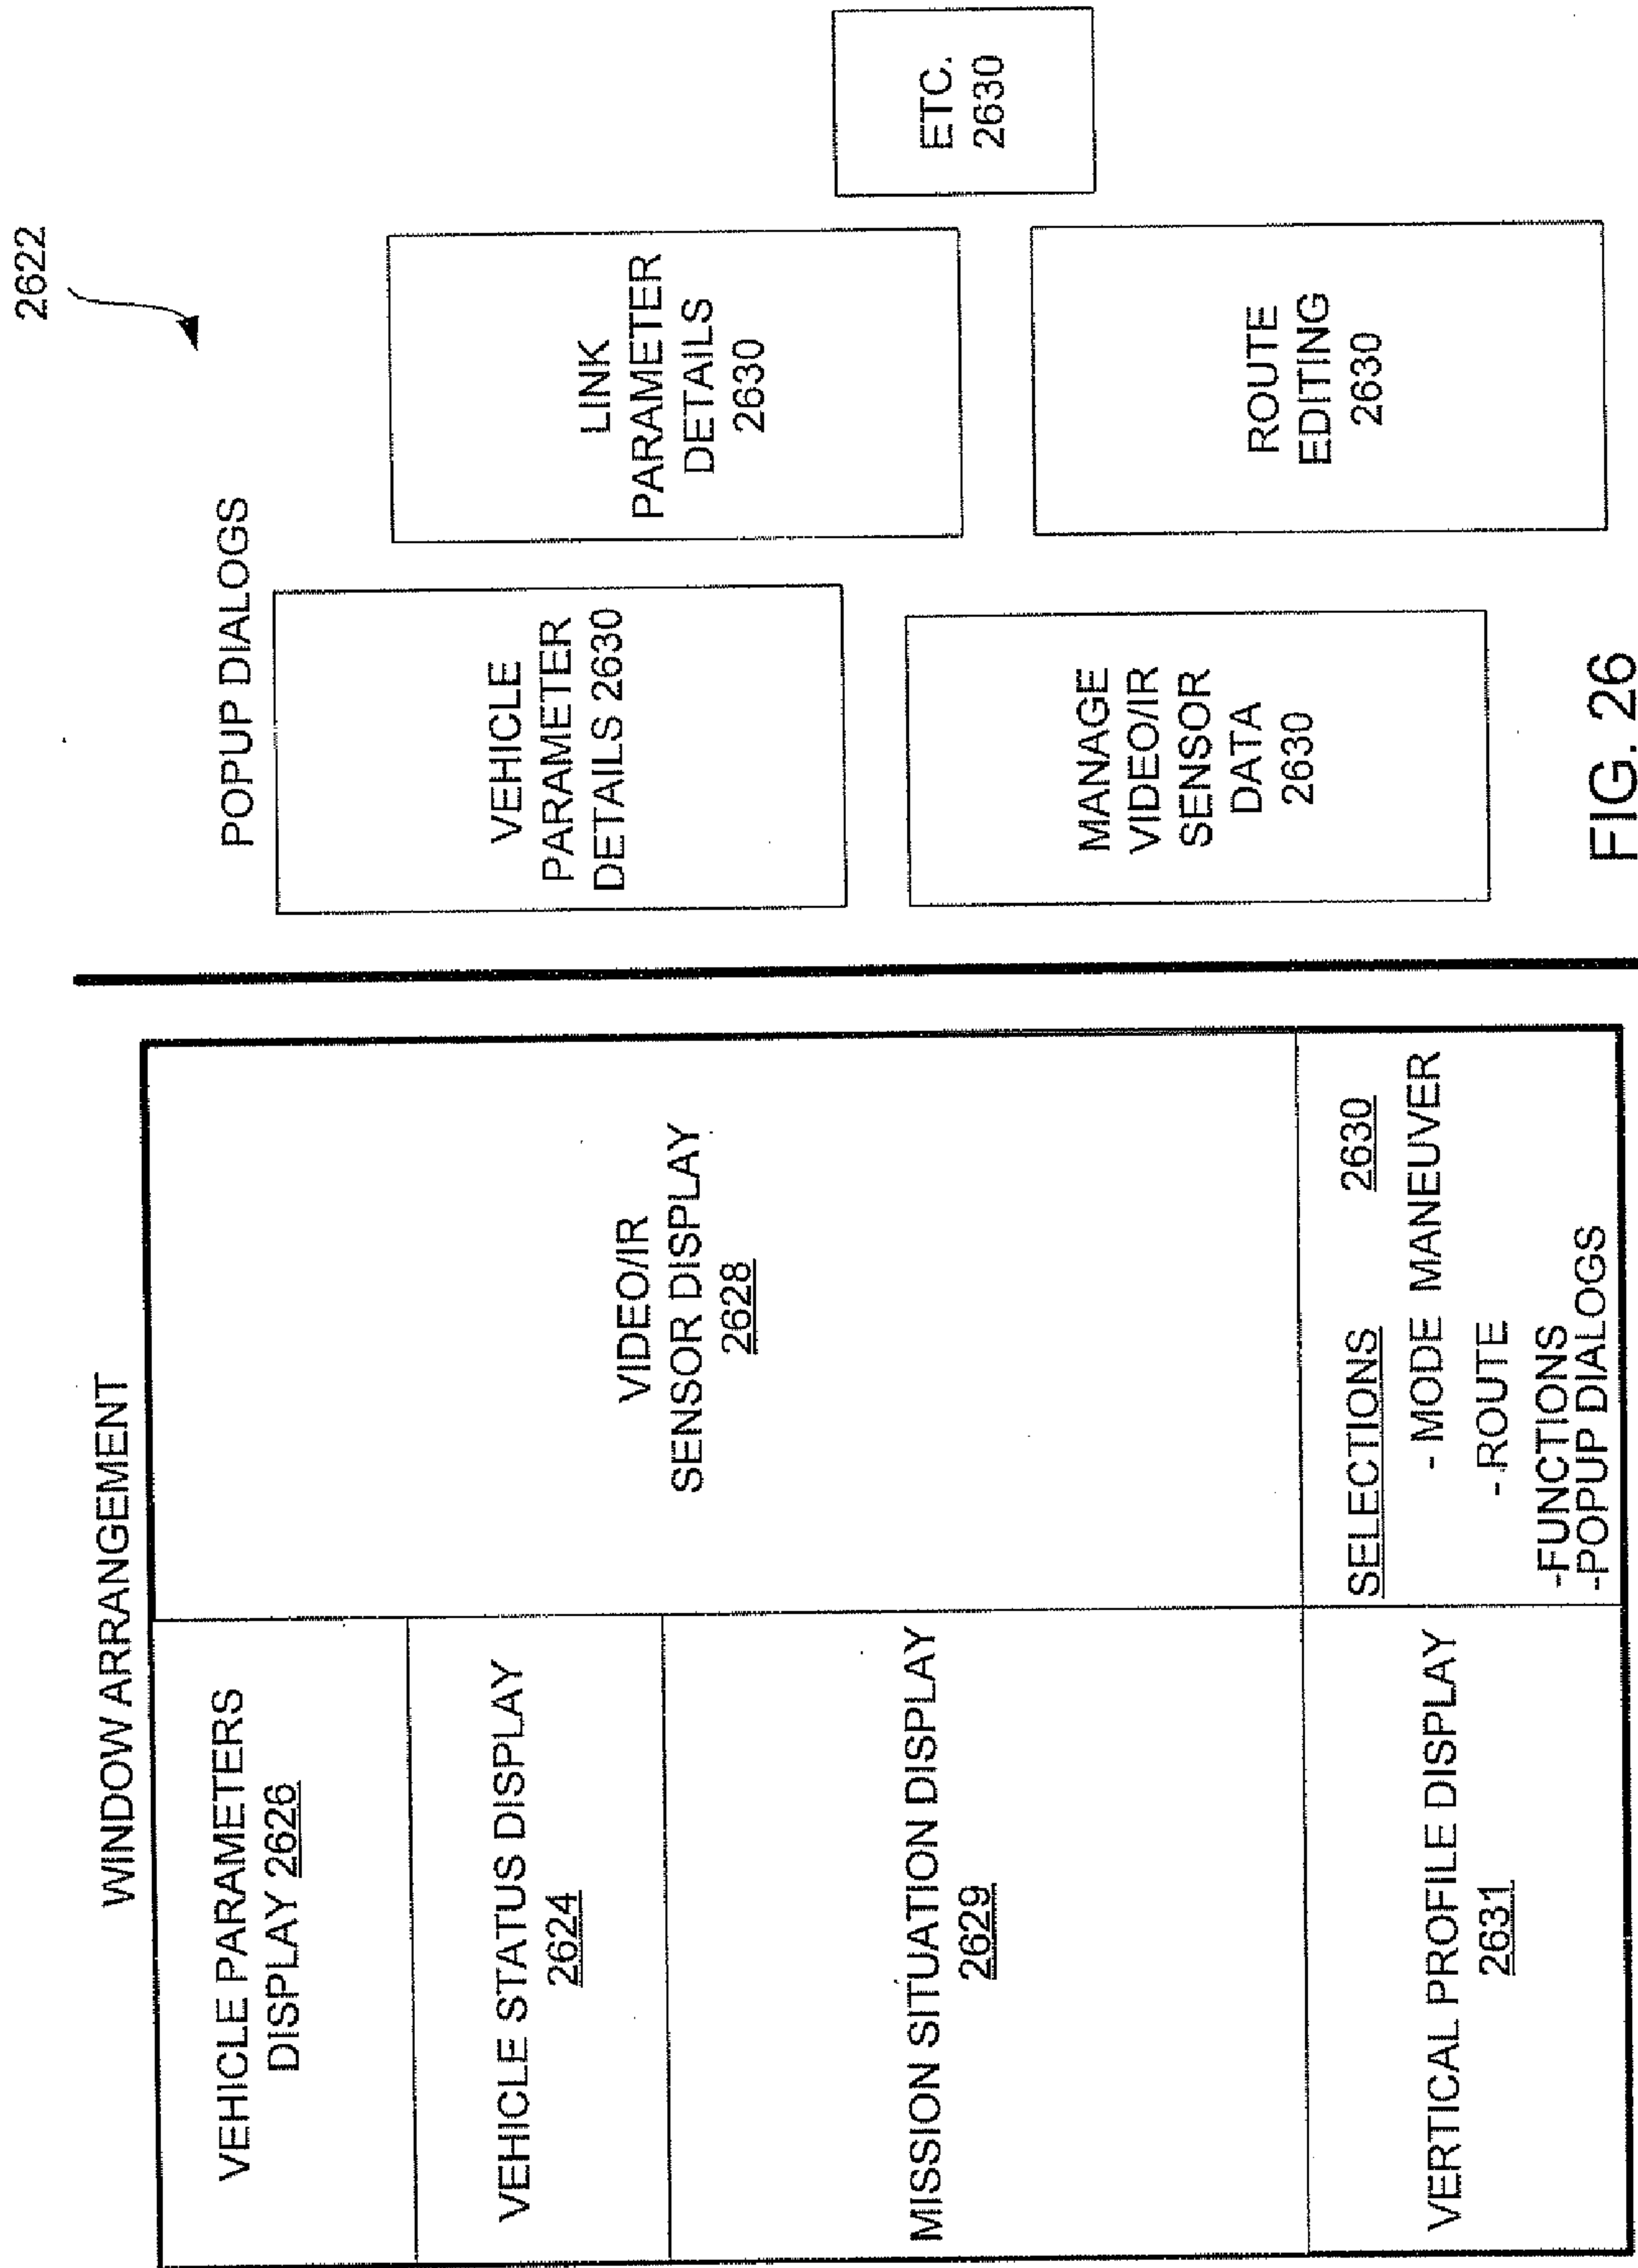 WINDOW ARRANGEMENT
VEHICLE PARAMETERS
DISPLAY 2626
VEHICLE STATUS DISPLAY
2624
MISSION SITUATION DISPLAY
2629
VERTICAL PROFILE DISPLAY
2631
VIDEO/IR
SENSOR DISPLAY
2628
SELECTIONS 2630
- MODE MANEUVER
-ROUTE
-FUNCTIONS
-POPUP DIALOGS
2622
POPUP DIALOGS
VEHICLE
PARAMETER
DETAILS 2630
LINK
PARAMETER
DETAILS
2630
MANAGE
VIDEO/IR
SENSOR
DATA
2630
ROUTE
EDITING
2630
ETC.
2630
FIG. 26